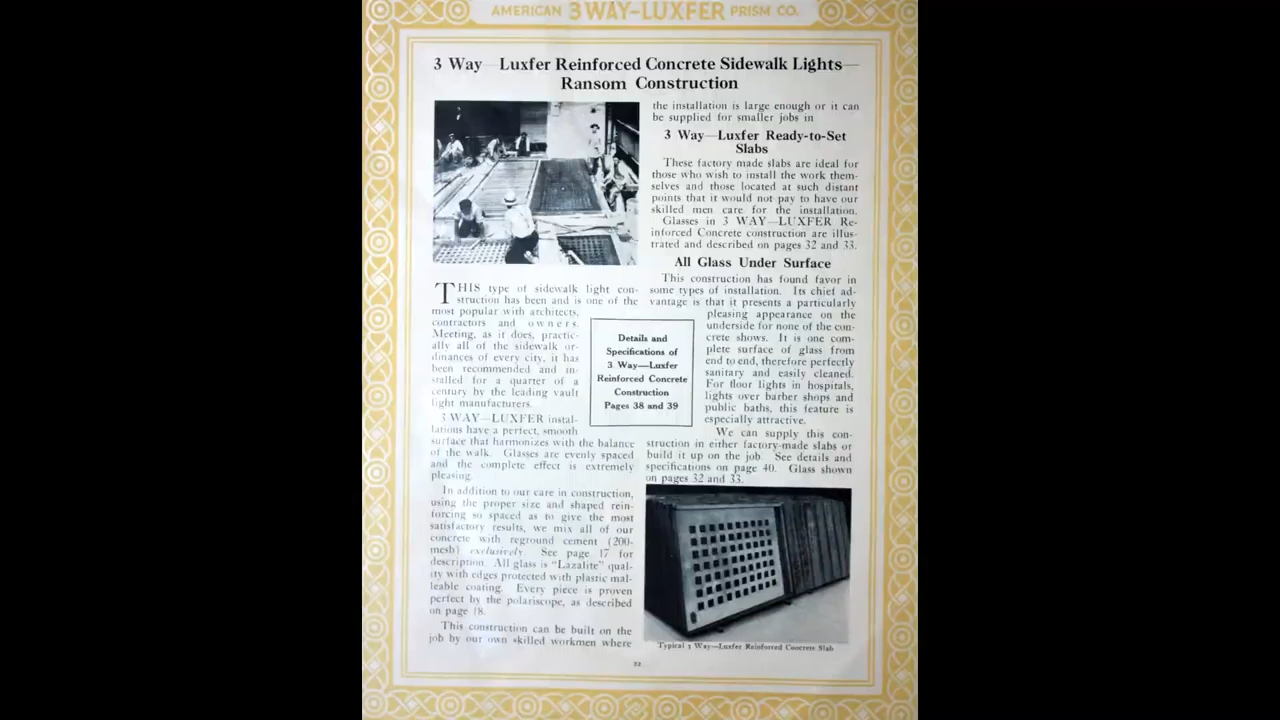 AMERICAN 3WAY-LUXFER PRISM CO.
3 Way—Luxfer Reinforced Concrete Sidewalk Lights—
Ransom Construction
THIS type of sidewalk light con-
struction has been and is one of the
most popular with architects,
contractors and owners.
Meeting, as it does, practic-
ally all of the sidewalk or-
dinances of every city, it has
been recommended and in-
stalled for a quarter of a
century by the leading vault
light manufacturers.
3 WAY—LUXFER instal-
lations have a perfect, smooth
surface that harmonizes with the balance
of the walk. Glasses are evenly spaced
and the complete effect is extremely
pleasing.
In addition to our care in construction,
using the proper size and shaped rein-
forcing so spaced as to give the most
satisfactory results, we mix all of our
concrete with reground cement (200-
mesh) exclusively. See page 17 for
description. All glass is "Lazalite" qual-
ity with edges protected with plastic mal-
leable coating. Every piece is proven
perfect by the polariscope, as described
on page 18.
This construction can be built on the
job by our own skilled workmen where
the installation is large enough or it can
be supplied for smaller jobs in
3 Way—Luxfer Ready-to-Set
Slabs
These factory made slabs are ideal for
those who wish to install the work them-
selves and those located at such distant
points that it would not pay to have our
skilled men care for the installation.
Glasses in 3 WAY—LUXFER Re-
inforced Concrete construction are illus-
trated and described on pages 32 and 33.
All Glass Under Surface
This construction has found favor in
some types of installation. Its chief ad-
vantage is that it presents a particularly
pleasing appearance on the
underside for none of the con-
crete shows. It is one com-
plete surface of glass from
end to end, therefore perfectly
sanitary and easily cleaned.
For floor lights in hospitals,
lights over barber shops and
public baths, this feature is
especially attractive.
We can supply this con-
struction in either factory-made slabs or
build it up on the job. See details and
specifications on page 40. Glass shown
on pages 32 and 33.
Details and
Specifications of
3 Way—Luxfer
Reinforced Concrete
Construction
Pages 38 and 39
Typical 3 Way—Luxfer Reinforced Concrete Slab
22